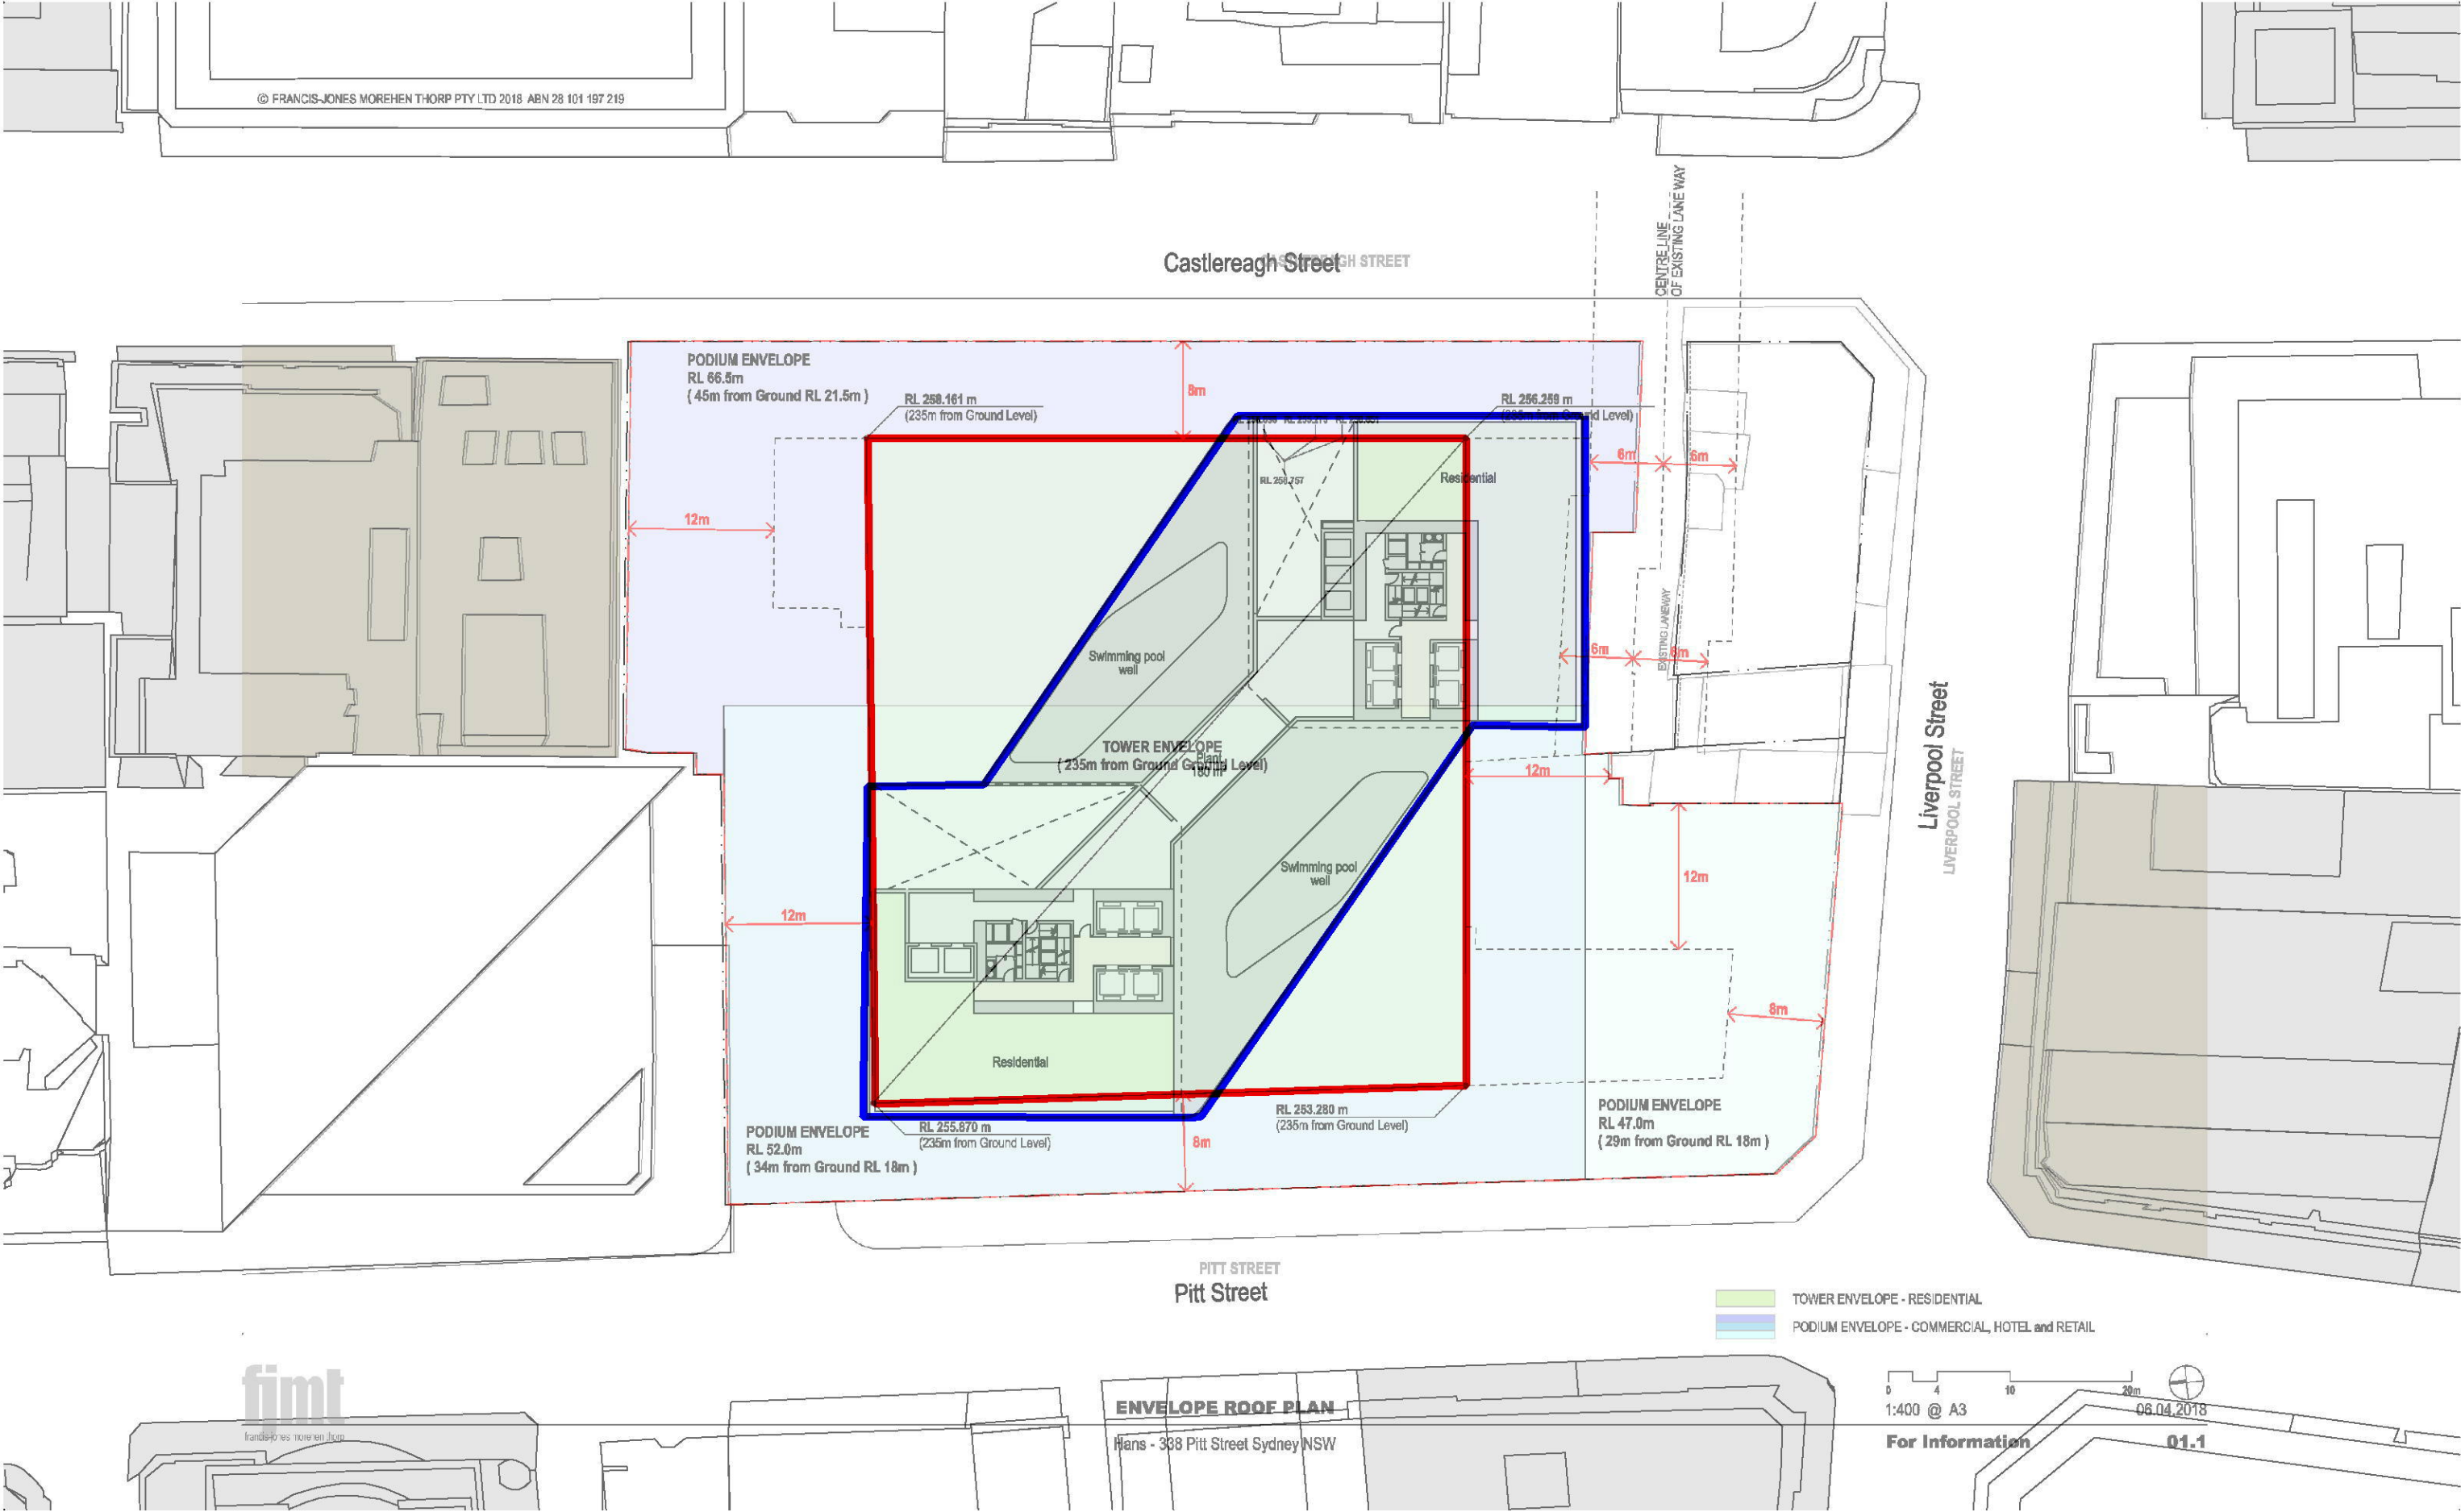 © FRANCIS-JONES MOREHEN THORP PTY LTD 2018 ABN 28 101 197 219
CENTRE LINE
OF EXISTING LANE WAY
Castlereagh Street
STREET
PODIUM ENVELOPE
RL 66.5m
( 45m from Ground RL 21.5m )
8m
RL 258.161 m
(235m from Ground Level)
RL 256.259 m
6m
6m
RL 258.757
Residential
12m
EXISTING LANEWAY
6m
Swimming pool
well
TOWER ENVELOPE
( 235m from Ground
Level)
Plant
180 m²
12m
Liverpool Street
LIVERPOOL STREET
Swimming pool
well
12m
12m
8m
Residential
PODIUM ENVELOPE
RL 52.0m
( 34m from Ground RL 18m )
RL 255.870 m
(235m from Ground Level)
8m
RL 253.280 m
(235m from Ground Level)
PODIUM ENVELOPE
RL 47.0m
( 29m from Ground RL 18m )
PITT STREET
Pitt Street
TOWER ENVELOPE - RESIDENTIAL
PODIUM ENVELOPE - COMMERCIAL, HOTEL and RETAIL
fjmt
francis-jones morehen thorp
ENVELOPE ROOF PLAN
Hans - 338 Pitt Street Sydney NSW
0 4 10 20m
1:400 @ A3
06.04.2018
For Information
01.1